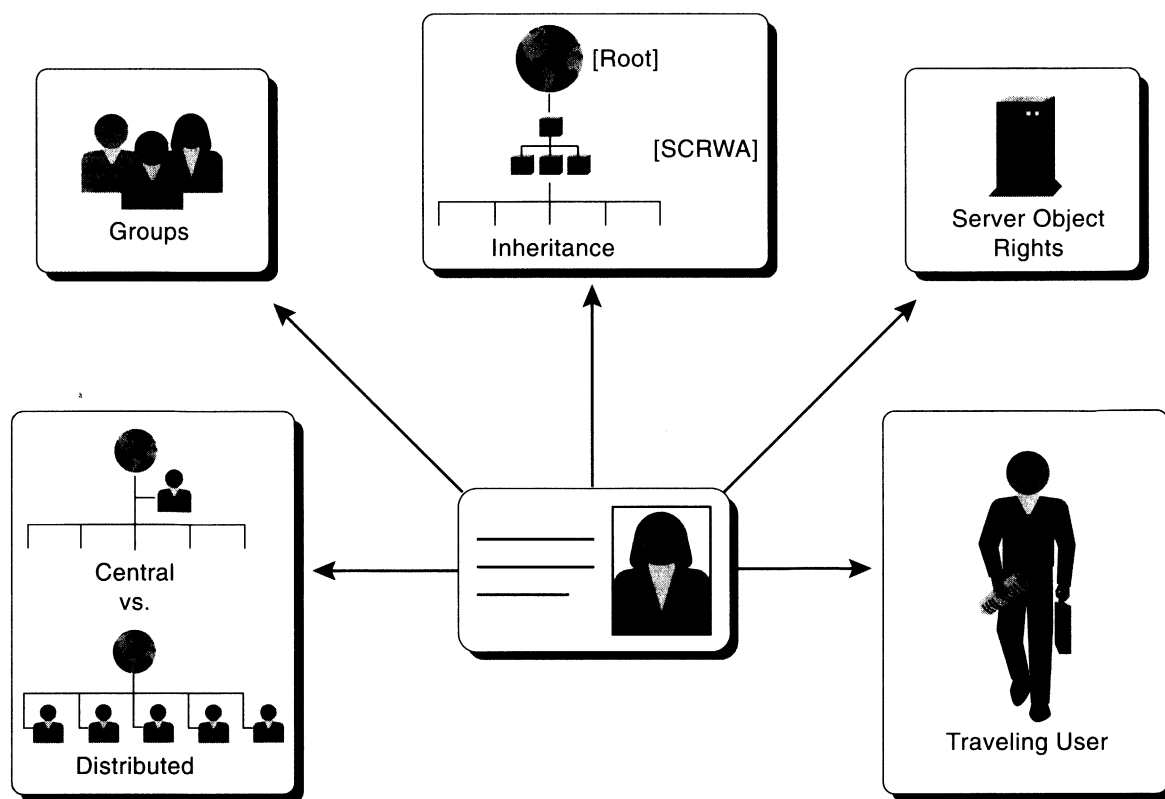 [Root]
[SCRWA]
Inheritance
Groups
Server Object
Rights
Central
vs.
Distributed
Traveling User